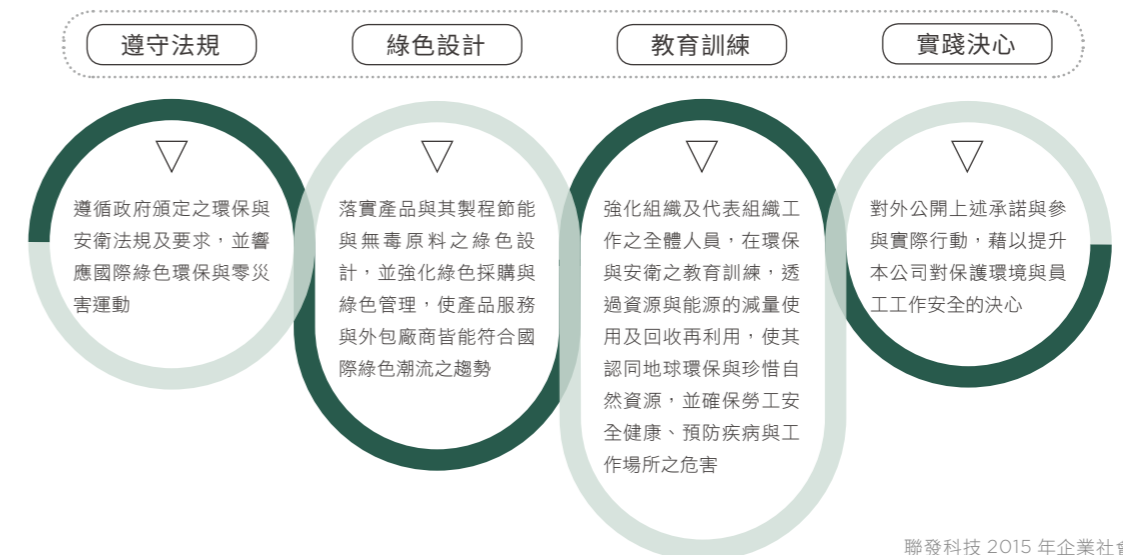 遵守法規
綠色設計
教育訓練
實踐決心
遵循政府頒定之環保與
安衛法規及要求，並響
應國際綠色環保與零災
害運動
落實產品與其製程節能
與無毒原料之綠色設
計，並強化綠色採購與
綠色管理，使產品服務
與外包廠商皆能符合國
際綠色潮流之趨勢
強化組織及代表組織工
作之全體人員，在環保
與安衛之教育訓練，透
過資源與能源的減量使
用及回收再利用，使其
認同地球環保與珍惜自
然資源，並確保勞工安
全健康、預防疾病與工
作場所之危害
對外公開上述承諾與參
與實際行動，藉以提升
本公司對保護環境與員
工工作安全的決心
聯發科技 2015 年企業社會